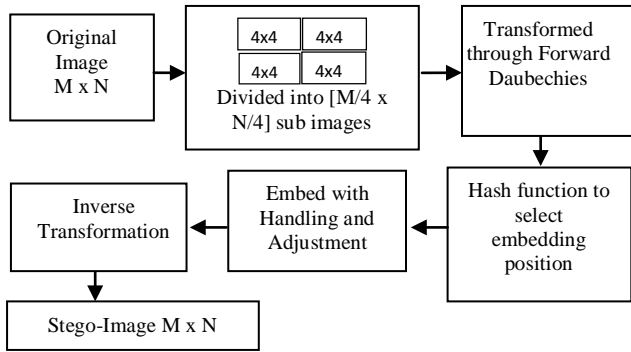 Original
Image
M x N
4x4 4x4
4x4 4x4
Divided into [M/4 x
N/4] sub images
Transformed
through Forward
Daubechies
Hash function to
select
embedding
position
Embed with
Handling and
Adjustment
Inverse
Transformation
Stego-Image M x N